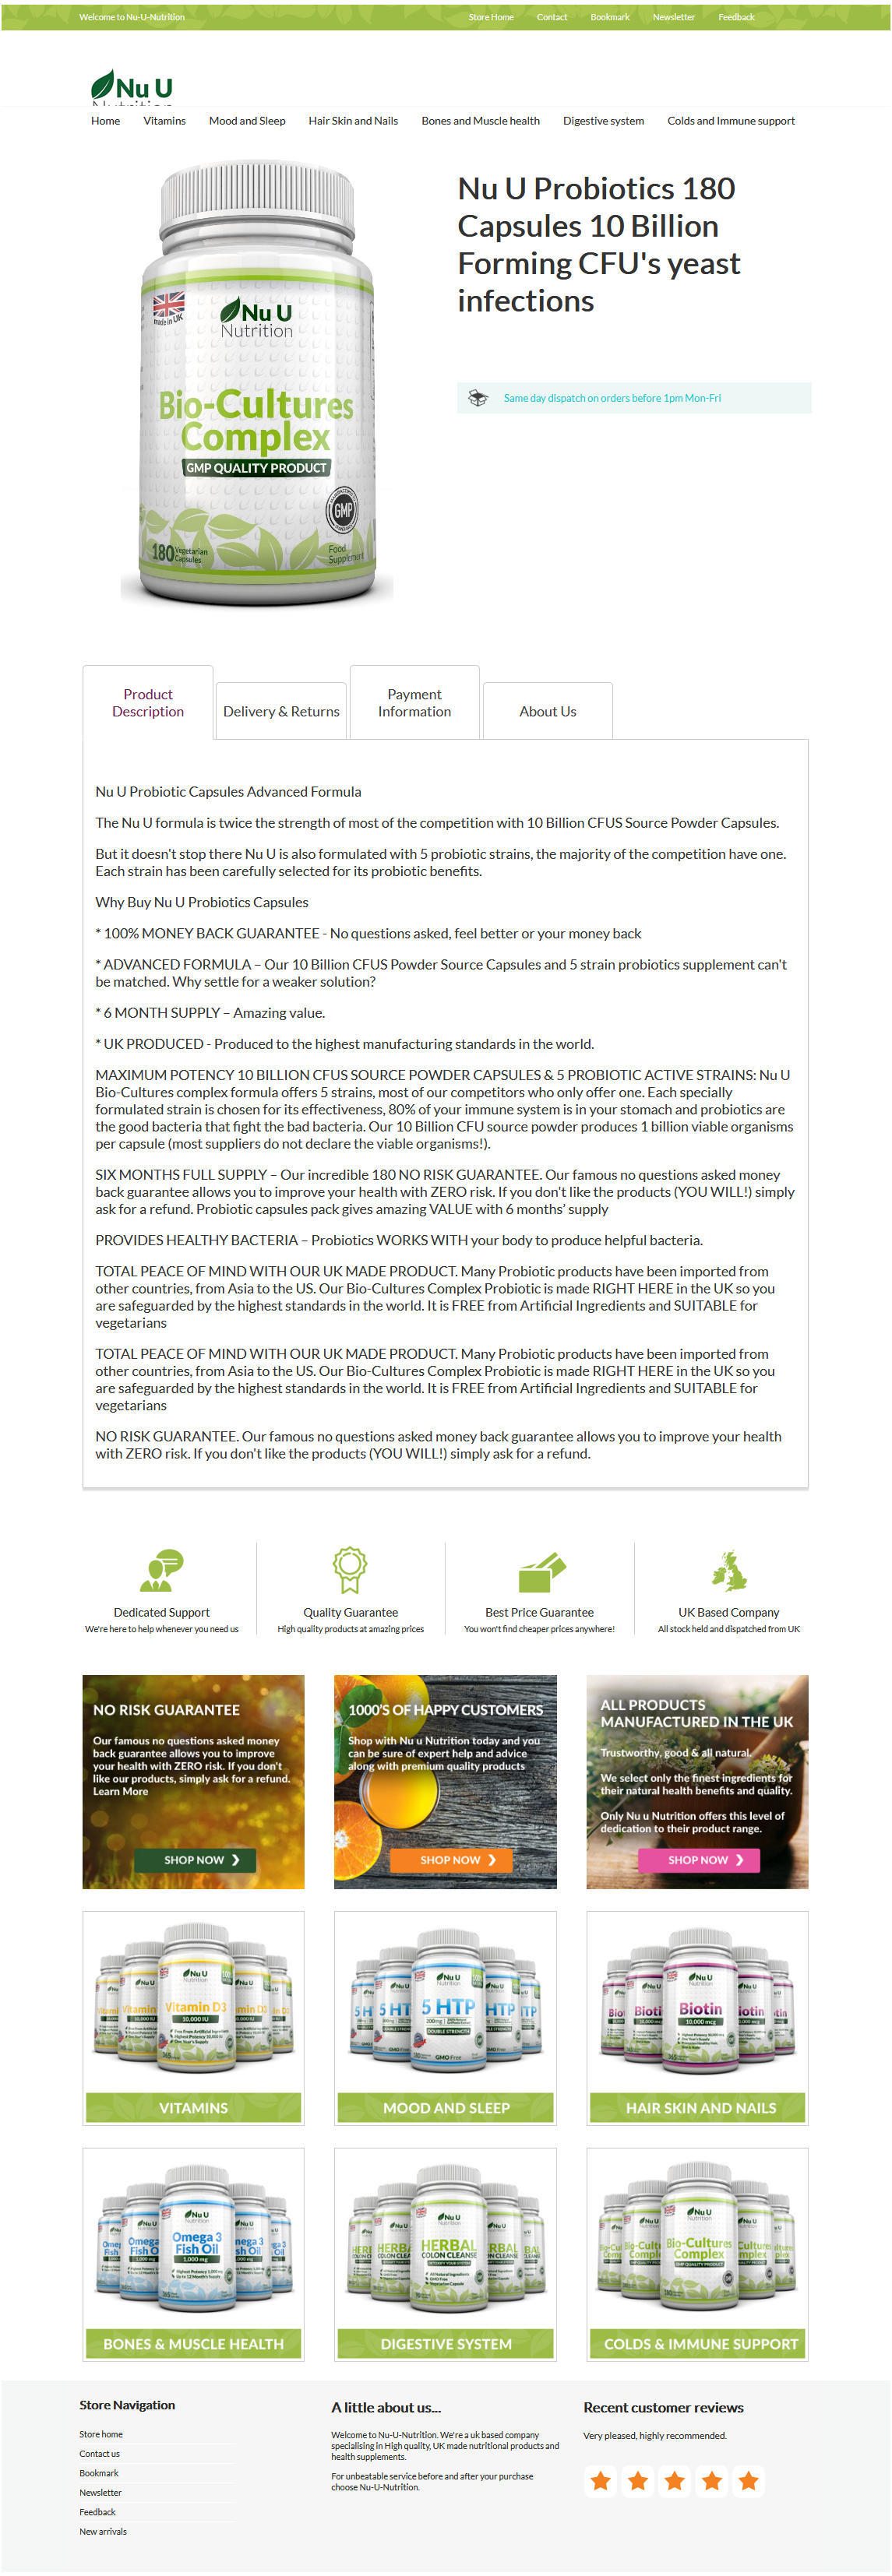 Welcome to Nu-U-Nutrition
Store Home
Contact
Bookmark
Newsletter
Feedback
Nu U
Nutrition
Home
Vitamins
Mood and Sleep
Hair Skin and Nails
Bones and Muscle health
Digestive system
Colds and Immune support
made in UK
Nu U
Nutrition
Bio-Cultures
Complex
GMP QUALITY PRODUCT
GMP
180 Vegetarian
Capsules
Food
Supplement
Nu U Probiotics 180
Capsules 10 Billion
Forming CFU's yeast
infections
Same day dispatch on orders before 1pm Mon-Fri
Product
Description
Delivery & Returns
Payment
Information
About Us
Nu U Probiotic Capsules Advanced Formula
The Nu U formula is twice the strength of most of the competition with 10 Billion CFUS Source Powder Capsules.
But it doesn't stop there Nu U is also formulated with 5 probiotic strains, the majority of the competition have one.
Each strain has been carefully selected for its probiotic benefits.
Why Buy Nu U Probiotics Capsules
* 100% MONEY BACK GUARANTEE - No questions asked, feel better or your money back
* ADVANCED FORMULA – Our 10 Billion CFUS Powder Source Capsules and 5 strain probiotics supplement can't
be matched. Why settle for a weaker solution?
* 6 MONTH SUPPLY – Amazing value.
* UK PRODUCED - Produced to the highest manufacturing standards in the world.
MAXIMUM POTENCY 10 BILLION CFUS SOURCE POWDER CAPSULES & 5 PROBIOTIC ACTIVE STRAINS: Nu U
Bio-Cultures complex formula offers 5 strains, most of our competitors who only offer one. Each specially
formulated strain is chosen for its effectiveness, 80% of your immune system is in your stomach and probiotics are
the good bacteria that fight the bad bacteria. Our 10 Billion CFU source powder produces 1 billion viable organisms
per capsule (most suppliers do not declare the viable organisms!).
SIX MONTHS FULL SUPPLY – Our incredible 180 NO RISK GUARANTEE. Our famous no questions asked money
back guarantee allows you to improve your health with ZERO risk. If you don't like the products (YOU WILL!) simply
ask for a refund. Probiotic capsules pack gives amazing VALUE with 6 months’ supply
PROVIDES HEALTHY BACTERIA – Probiotics WORKS WITH your body to produce helpful bacteria.
TOTAL PEACE OF MIND WITH OUR UK MADE PRODUCT. Many Probiotic products have been imported from
other countries, from Asia to the US. Our Bio-Cultures Complex Probiotic is made RIGHT HERE in the UK so you
are safeguarded by the highest standards in the world. It is FREE from Artificial Ingredients and SUITABLE for
vegetarians
TOTAL PEACE OF MIND WITH OUR UK MADE PRODUCT. Many Probiotic products have been imported from
other countries, from Asia to the US. Our Bio-Cultures Complex Probiotic is made RIGHT HERE in the UK so you
are safeguarded by the highest standards in the world. It is FREE from Artificial Ingredients and SUITABLE for
vegetarians
NO RISK GUARANTEE. Our famous no questions asked money back guarantee allows you to improve your health
with ZERO risk. If you don't like the products (YOU WILL!) simply ask for a refund.
Dedicated Support
We're here to help whenever you need us
Quality Guarantee
High quality products at amazing prices
Best Price Guarantee
You won't find cheaper prices anywhere!
UK Based Company
All stock held and dispatched from UK
NO RISK GUARANTEE
Our famous no questions asked money
back guarantee allows you to improve
your health with ZERO risk. If you don't
like our products, simply ask for a refund.
Learn More
SHOP NOW
1000'S OF HAPPY CUSTOMERS
Shop with Nu u Nutrition today and you
can be sure of expert help and advice
along with premium quality products
SHOP NOW
ALL PRODUCTS
MANUFACTURED IN THE UK
Trustworthy, good & all natural.
We select only the finest ingredients for
their natural health benefits and quality.
Only Nu u Nutrition offers this level of
dedication to their product range.
SHOP NOW
Nu U
Vitamin D3
10,000 IU
VITAMINS
Nu U
5 HTP
200mg
DOUBLE STRENGTH
GMO Free
MOOD AND SLEEP
Nu U
Biotin
10,000 mcg
HAIR SKIN AND NAILS
Nu U
Omega 3
Fish Oil
1,000 mg
BONES & MUSCLE HEALTH
Nu U
HERBAL
COLON CLEANSE
DIGESTIVE SYSTEM
Nu U
Bio-Cultures
Complex
GMP QUALITY PRODUCT
COLDS & IMMUNE SUPPORT
Store Navigation
Store home
Contact us
Bookmark
Newsletter
Feedback
New arrivals
A little about us...
Welcome to Nu-U-Nutrition. We're a uk based company
specialising in High quality, UK made nutritional products and
health supplements.
For unbeatable service before and after your purchase
choose Nu-U-Nutrition.
Recent customer reviews
Very pleased, highly recommended.